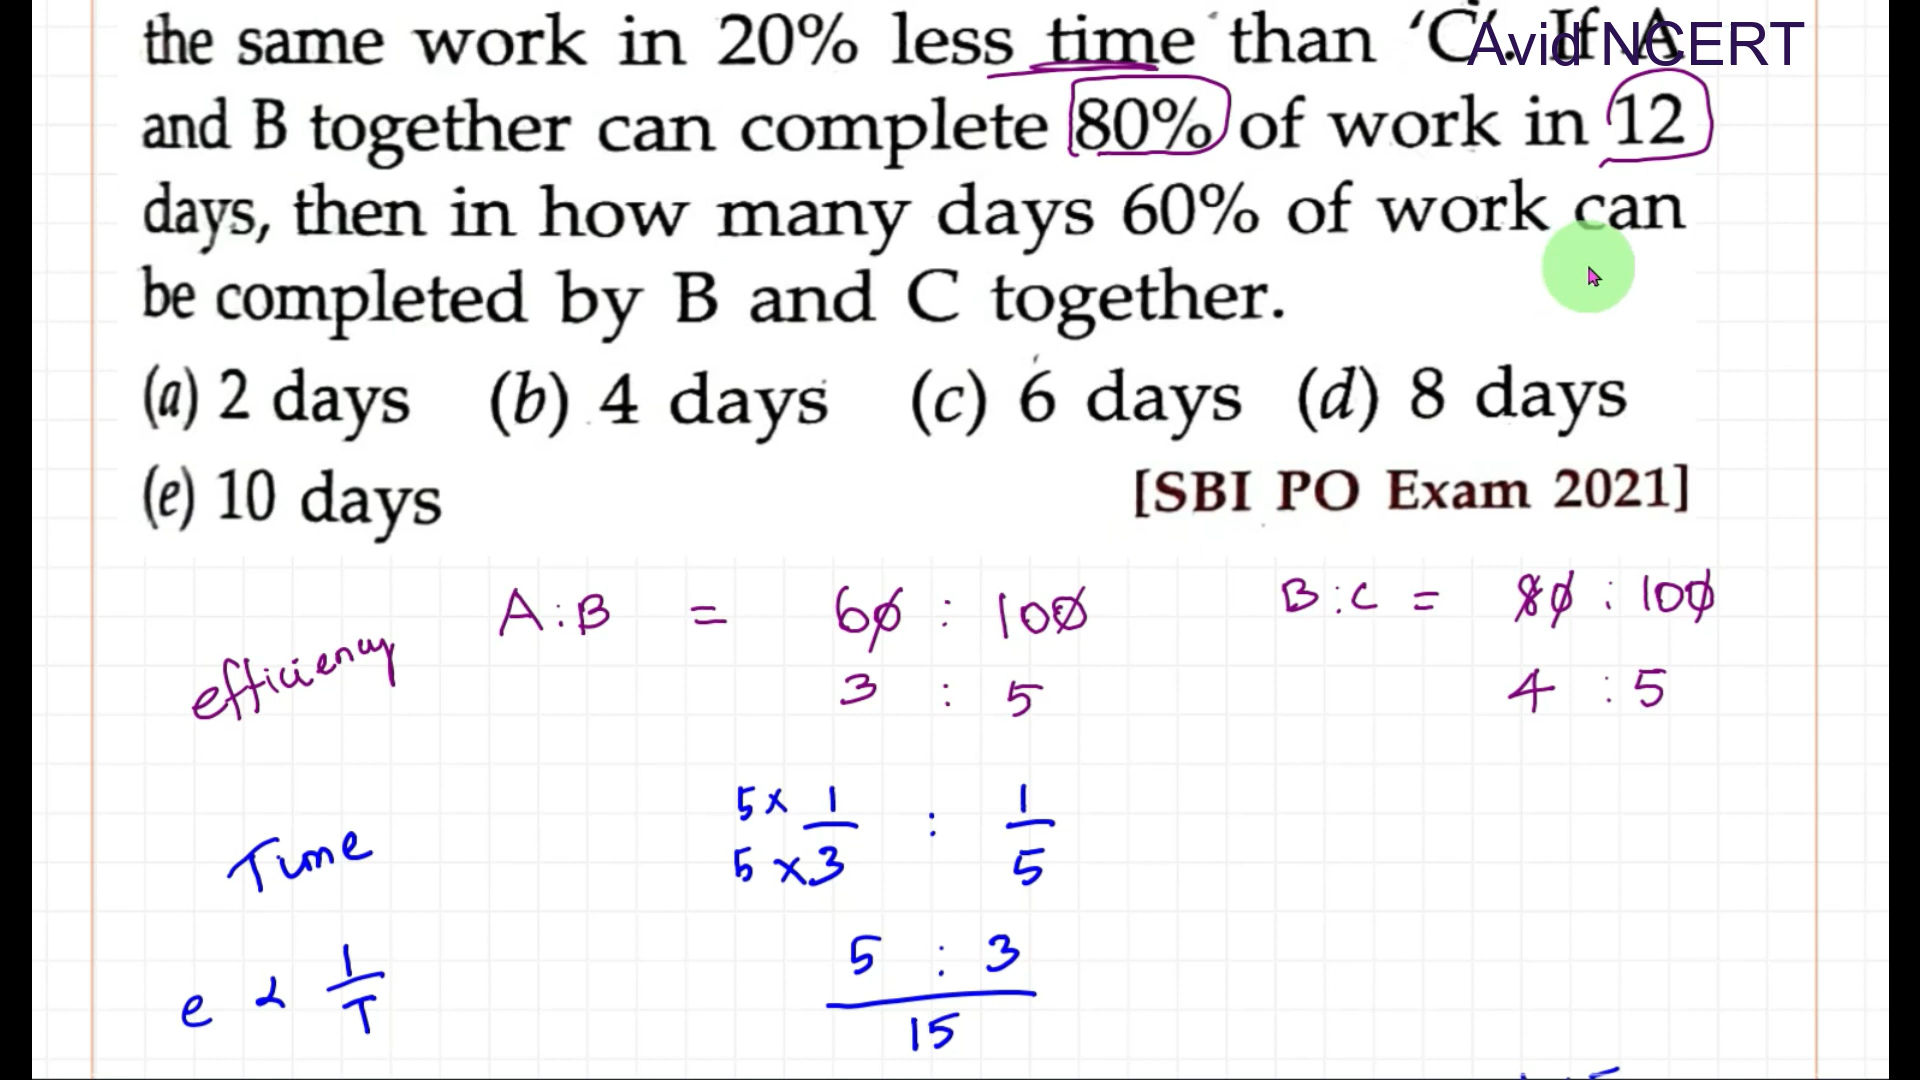 the same work in 20% less time than 'C'. If A
Avid NCERT
and B together can complete 80% of work in 12
days, then in how many days 60% of work can
be completed by B and C together.
(a) 2 days (b) 4 days (c) 6 days (d) 8 days
(e) 10 days [SBI PO Exam 2021]
efficiency A:B = 60 : 100 B:C = 80 : 100
3 : 5 4 : 5
Time 5 × 1/5 × 3 : 1/5
e α 1/T 5 : 3/15